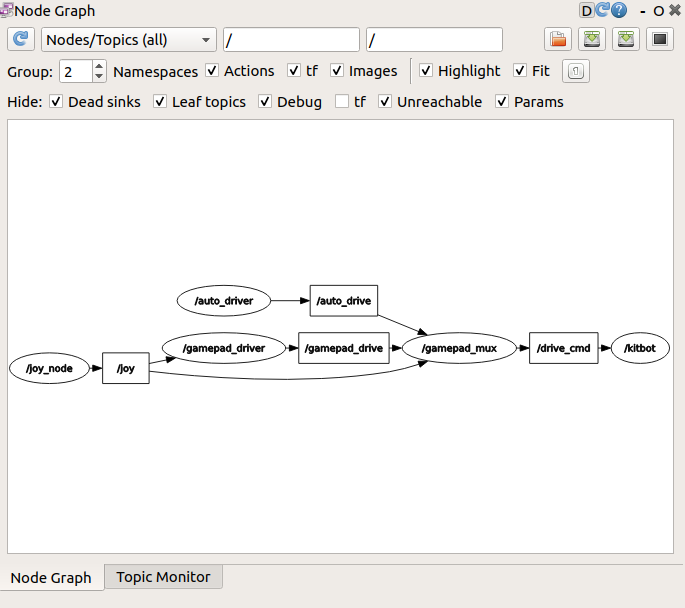 Node Graph
D - O
Nodes/Topics (all) / /
Group: 2 Namespaces Actions tf Images Highlight Fit
Hide: Dead sinks Leaf topics Debug tf Unreachable Params
/auto_driver /auto_drive
/gamepad_driver /gamepad_drive /gamepad_mux /drive_cmd /kitbot
/joy_node /joy
Node Graph Topic Monitor